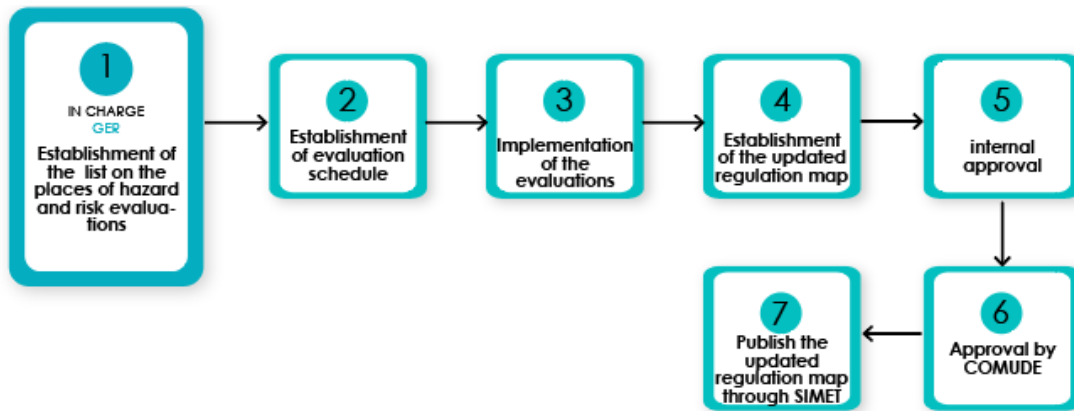 1
IN CHARGE
GER
Establishment of
the list on the
places of hazard
and risk evalua-
tions
2
Establishment
of evaluation
schedule
3
Implementation
of the
evaluations
4
Establishment
of the updated
regulation map
5
internal
approval
6
Approval by
COMUDE
7
Publish the
updated
regulation map
through SIMET